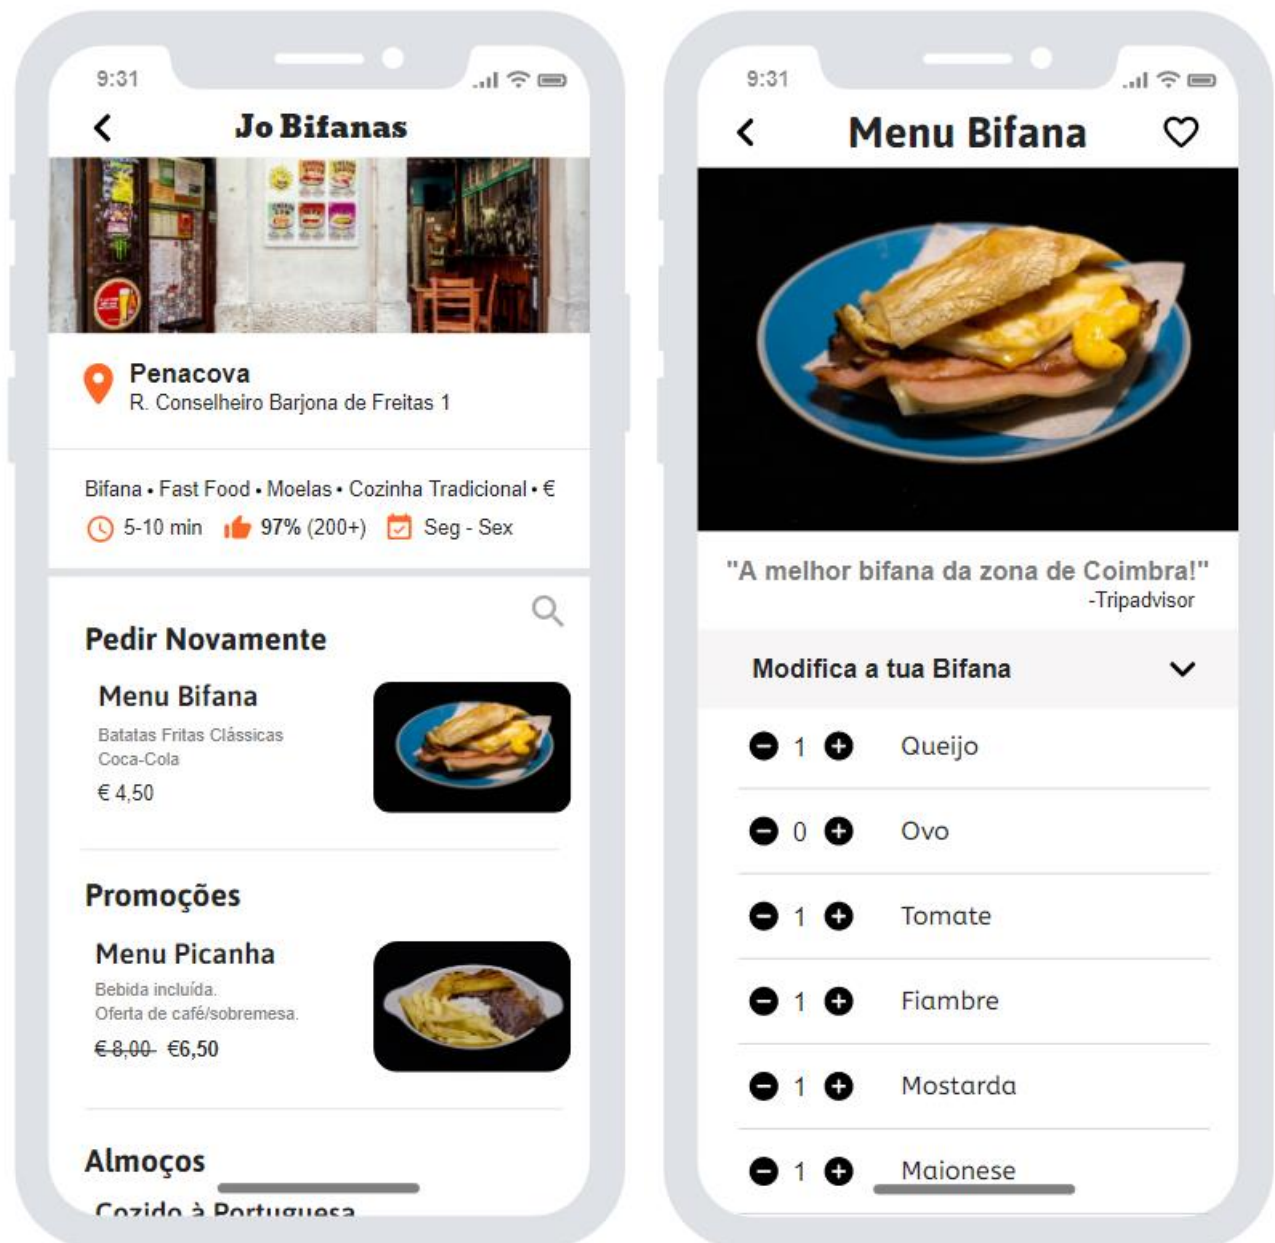 9:31
Jo Bifanas
Penacova
R. Conselheiro Barjona de Freitas 1
Bifana • Fast Food • Moelas • Cozinha Tradicional • €
5-10 min 97% (200+) Seg - Sex
Pedir Novamente
Menu Bifana
Batatas Fritas Clássicas
Coca-Cola
€ 4,50
Promoções
Menu Picanha
Bebida incluída.
Oferta de café/sobremesa.
€ 8,00 €6,50
Almoços
Cozido à Portuguesa
9:31
Menu Bifana
"A melhor bifana da zona de Coimbra!"
-Tripadvisor
Modifica a tua Bifana
1 Queijo
0 Ovo
1 Tomate
1 Fiambre
1 Mostarda
1 Maionese